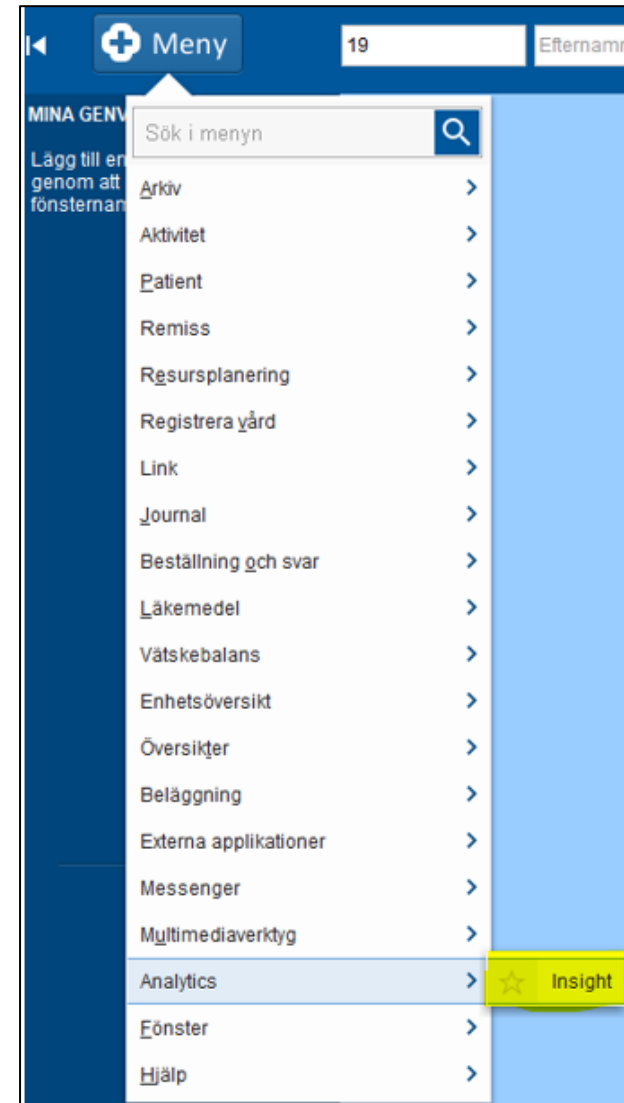 Meny
19
Efternamn
MINA GENV
Lägg till en
genom att
fönsternam
Sök i menyn
Arkiv
Aktivitet
Patient
Remiss
Resursplanering
Registrera vård
Link
Journal
Beställning och svar
Läkemedel
Vätskebalans
Enhetsöversikt
Översikter
Beläggning
Externa applikationer
Messenger
Multimediaverktyg
Analytics
Insight
Fönster
Hjälp